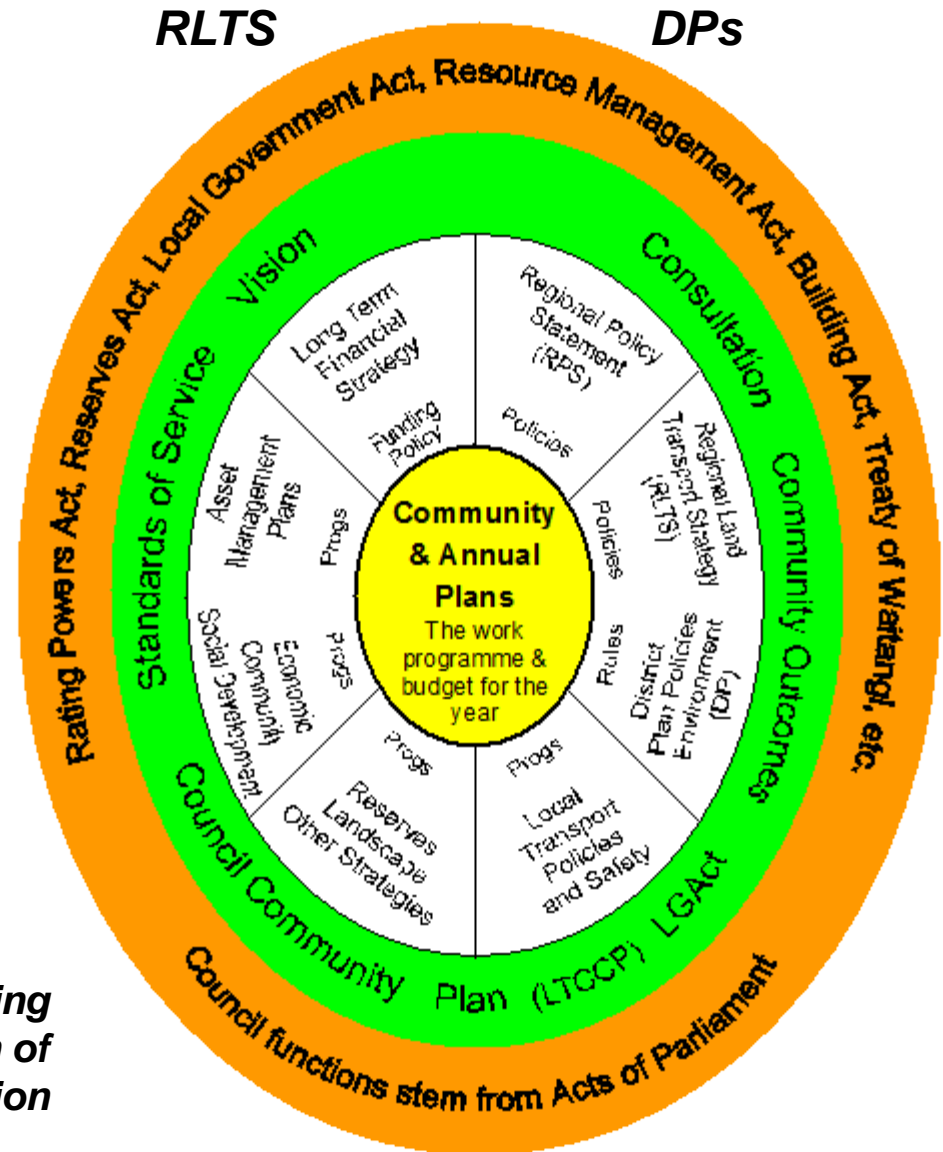 RLTS
DPs
Rating Powers Act, Reserves Act, Local Government Act, Resource Management Act, Building Act, Treaty of Waitangi, etc.
Vision
Consultation
Standards of Service
Community Outcomes
Long Term
Financial
Strategy
Funding
Policy
Regional Policy
Statement
(RPS)
Policies
Asset
Management
Plans
Progs
Regional Land
Transport Strategy
(RLTS)
Policies
Community
& Annual
Plans
The work
programme &
budget for the
year
Economic
Community
Social Development
Progs
District
Plan Policies
Environment
(DP)
Rules
Progs
Reserves
Landscape
Other Strategies
Progs
Local
Transport
Policies
and Safety
Council Community Plan (LTCCP) LGAct
Council functions stem from Acts of Parliament
ing
of
ion